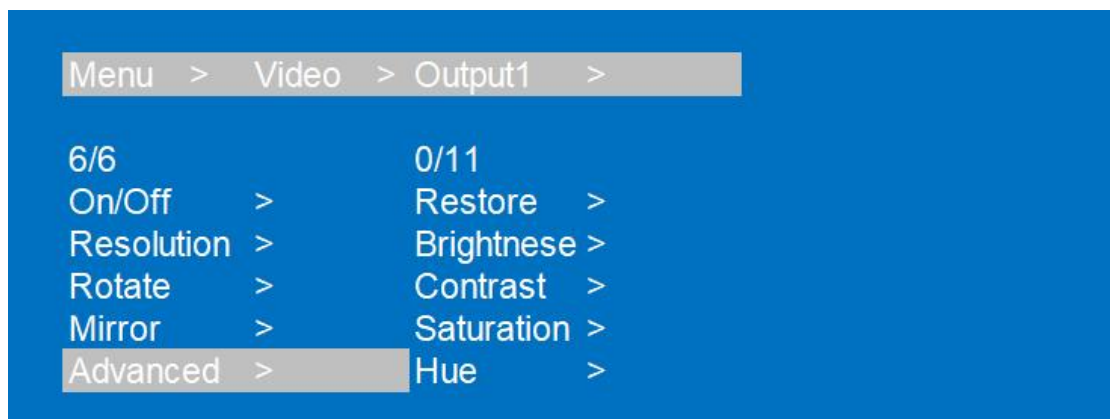 Menu > Video > Output1 >
6/6 0/11
On/Off > Restore >
Resolution > Brightnese >
Rotate > Contrast >
Mirror > Saturation >
Advanced > Hue >